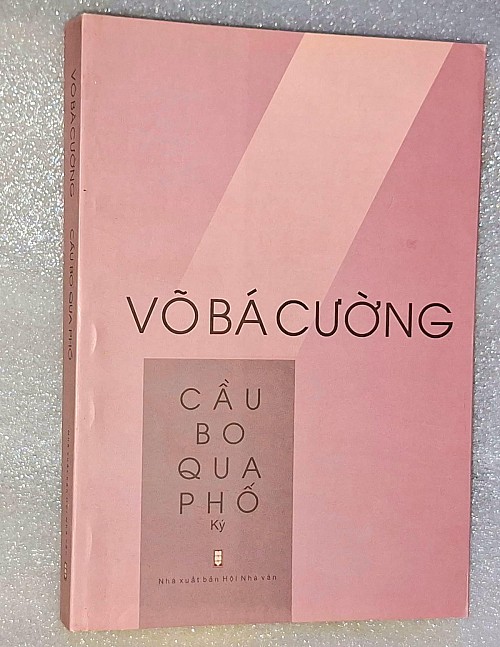 VÕ BÁ CƯỜNG
CẦU
BO
QUA
PHỐ
Ký
Nhà xuất bản Hội Nhà văn
VÕ BÁ CƯỜNG
CẦU BO QUA PHỐ